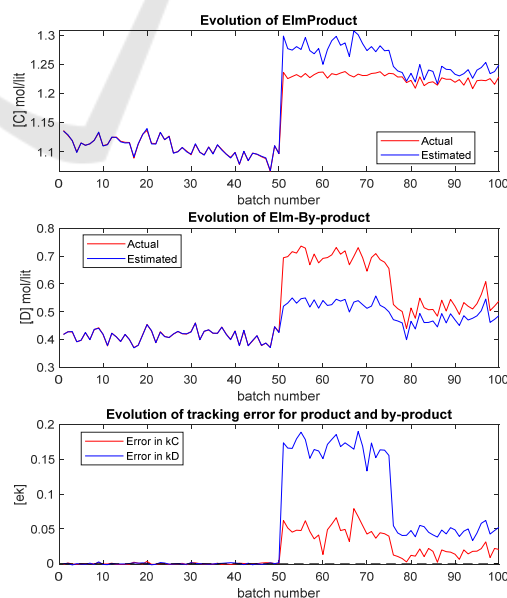 Evolution of ElmProduct
1.3
1.25
1.2
1.15
1.1
[C] mol/lit
Actual
Estimated
0 10 20 30 40 50 60 70 80 90 100
batch number
Evolution of Elm-By-product
0.8
0.7
0.6
0.5
0.4
0.3
[D] mol/lit
Actual
Estimated
0 10 20 30 40 50 60 70 80 90 100
batch number
Evolution of tracking error for product and by-product
0.2
0.15
0.1
0.05
0
[ek]
Error in kC
Error in kD
0 10 20 30 40 50 60 70 80 90 100
batch number